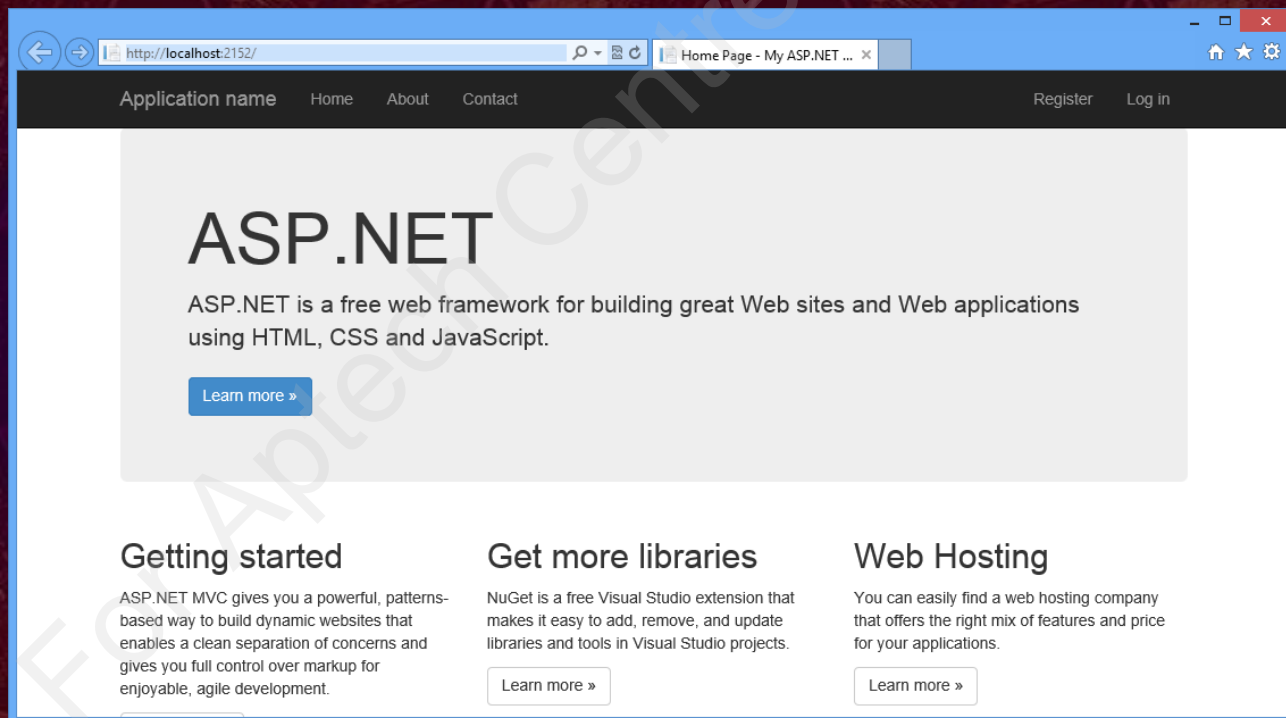 http://localhost:2152/
Home Page - My ASP.NET ...
Application name Home About Contact Register Log in
ASP.NET
ASP.NET is a free web framework for building great Web sites and Web applications
using HTML, CSS and JavaScript.
Learn more »
Getting started
ASP.NET MVC gives you a powerful, patterns-
based way to build dynamic websites that
enables a clean separation of concerns and
gives you full control over markup for
enjoyable, agile development.
Get more libraries
NuGet is a free Visual Studio extension that
makes it easy to add, remove, and update
libraries and tools in Visual Studio projects.
Learn more »
Web Hosting
You can easily find a web hosting company
that offers the right mix of features and price
for your applications.
Learn more »
For Aptech Centre